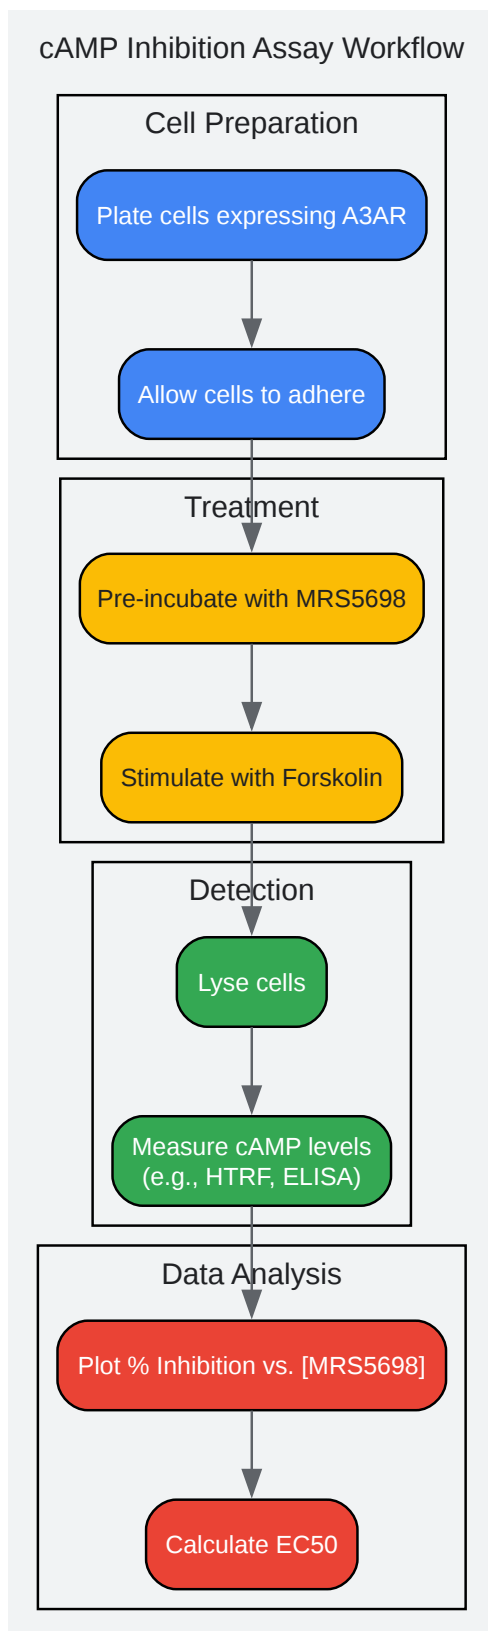 cAMP Inhibition Assay Workflow
Cell Preparation
Plate cells expressing A3AR
Allow cells to adhere
Treatment
Pre-incubate with MRS5698
Stimulate with Forskolin
Detection
Lyse cells
Measure cAMP levels
(e.g., HTRF, ELISA)
Data Analysis
Plot % Inhibition vs. [MRS5698]
Calculate EC50